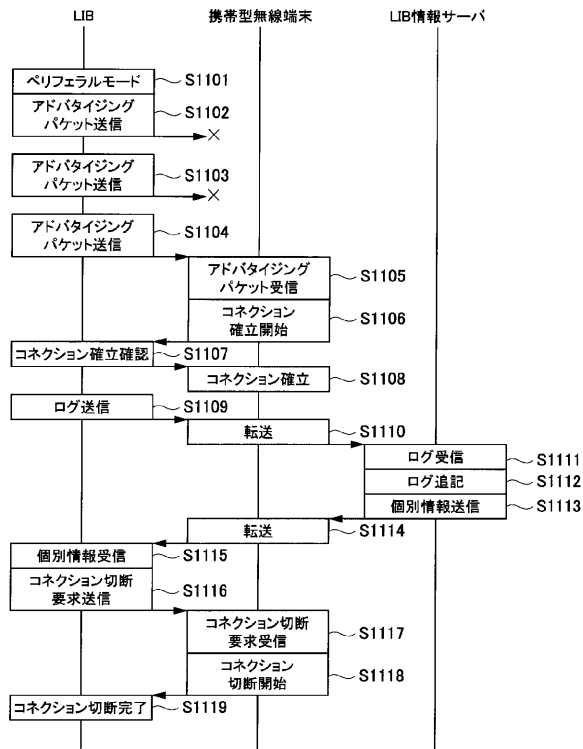 LIB
携帯型無線端末
LIB情報サーバ
ペリフェラルモード
S1101
アドバタイジング
パケット送信
S1102
アドバタイジング
パケット送信
S1103
アドバタイジング
パケット送信
S1104
アドバタイジング
パケット受信
S1105
コネクション
確立開始
S1106
コネクション確立確認
S1107
コネクション確立
S1108
ログ送信
S1109
転送
S1110
ログ受信
S1111
ログ追記
S1112
個別情報送信
S1113
転送
S1114
個別情報受信
S1115
コネクション切断
要求送信
S1116
コネクション切断
要求受信
S1117
コネクション
切断開始
S1118
コネクション切断完了
S1119